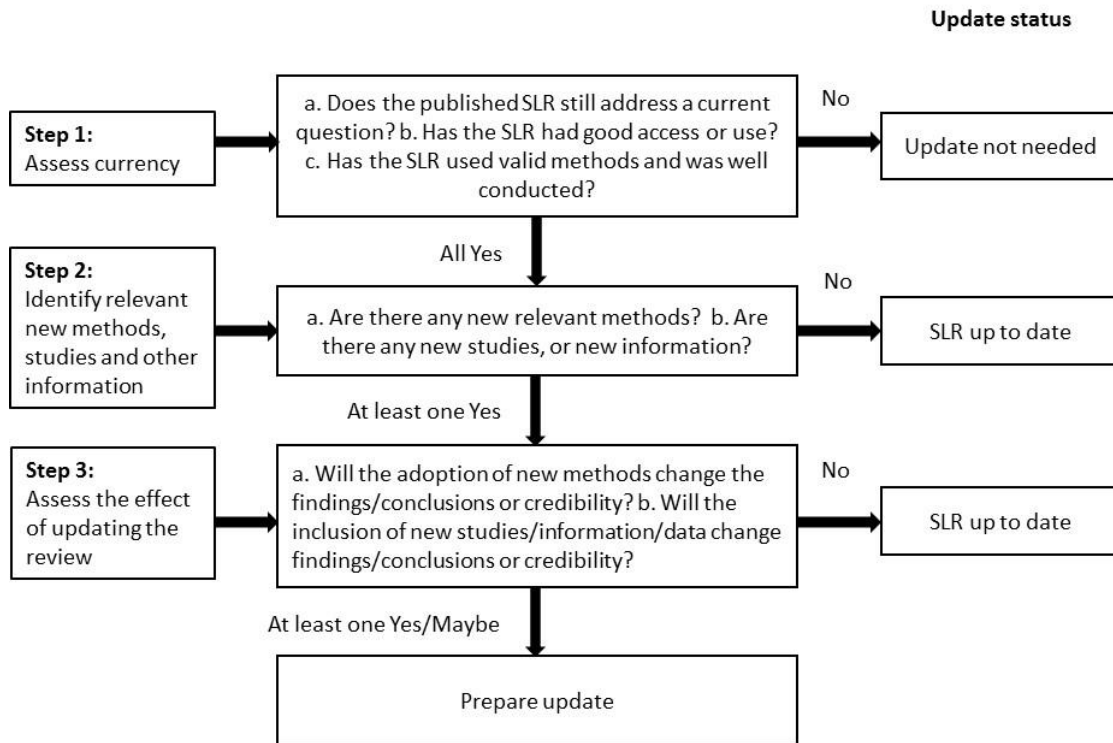 Update status
Step 1:
Assess currency
a. Does the published SLR still address a current
question? b. Has the SLR had good access or use?
c. Has the SLR used valid methods and was well
conducted?
No
Update not needed
All Yes
Step 2:
Identify relevant
new methods,
studies and other
information
a. Are there any new relevant methods?  b. Are
there any new studies, or new information?
No
SLR up to date
At least one Yes
Step 3:
Assess the effect
of updating the
review
a. Will the adoption of new methods change the
findings/conclusions or credibility? b. Will the
inclusion of new studies/information/data change
findings/conclusions or credibility?
No
SLR up to date
At least one Yes/Maybe
Prepare update